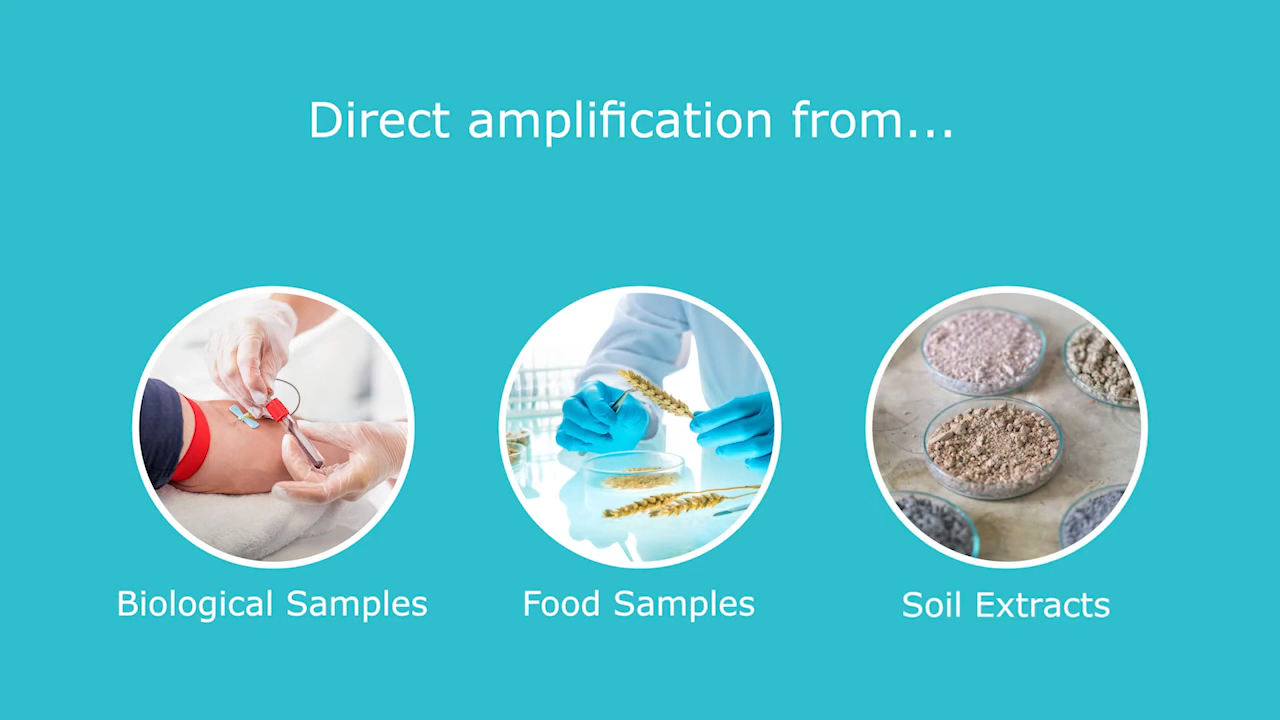 Direct amplification from...
Biological Samples
Food Samples
Soil Extracts